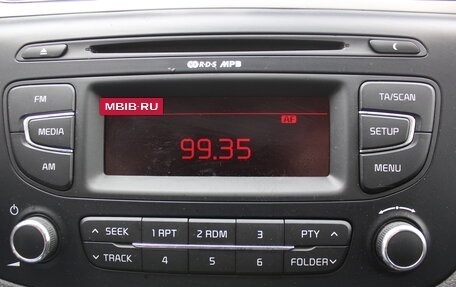 R·D·S MP3
FM
MBIB-RU
TA/SCAN
AF
MEDIA
SETUP
99.35
AM
MENU
SEEK 1 RPT 2 RDM 3 PTY
TRACK 4 5 6 FOLDER